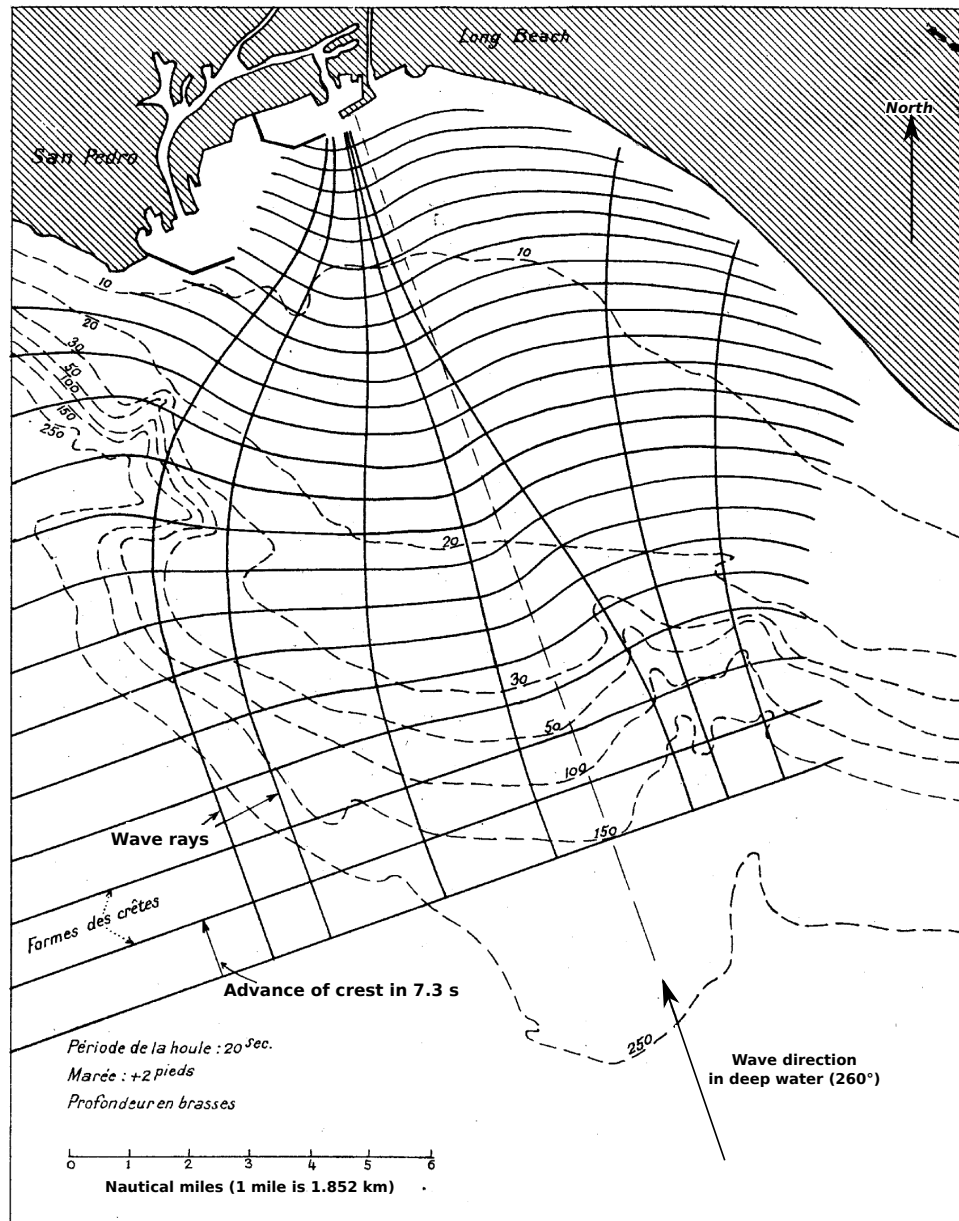 Long Beach
North
San Pedro
10
10
20
30
50
100
150
250
20
30
50
100
150
Wave rays
Formes des crêtes
Advance of crest in 7.3 s
250
Période de la houle : 20 sec.
Marée : +2 pieds
Profondeur en brasses
Wave direction
in deep water (260°)
0 1 2 3 4 5 6
Nautical miles (1 mile is 1.852 km)